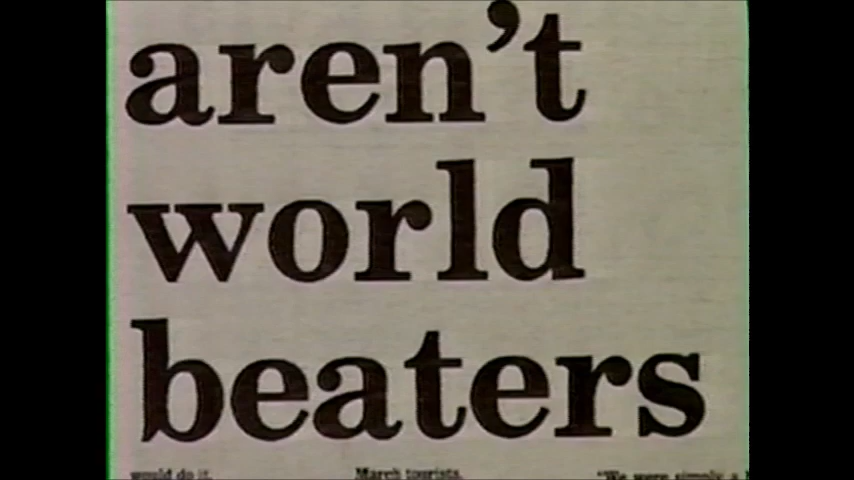 aren't
world
beaters
would do it. March tourists. "We were simply a